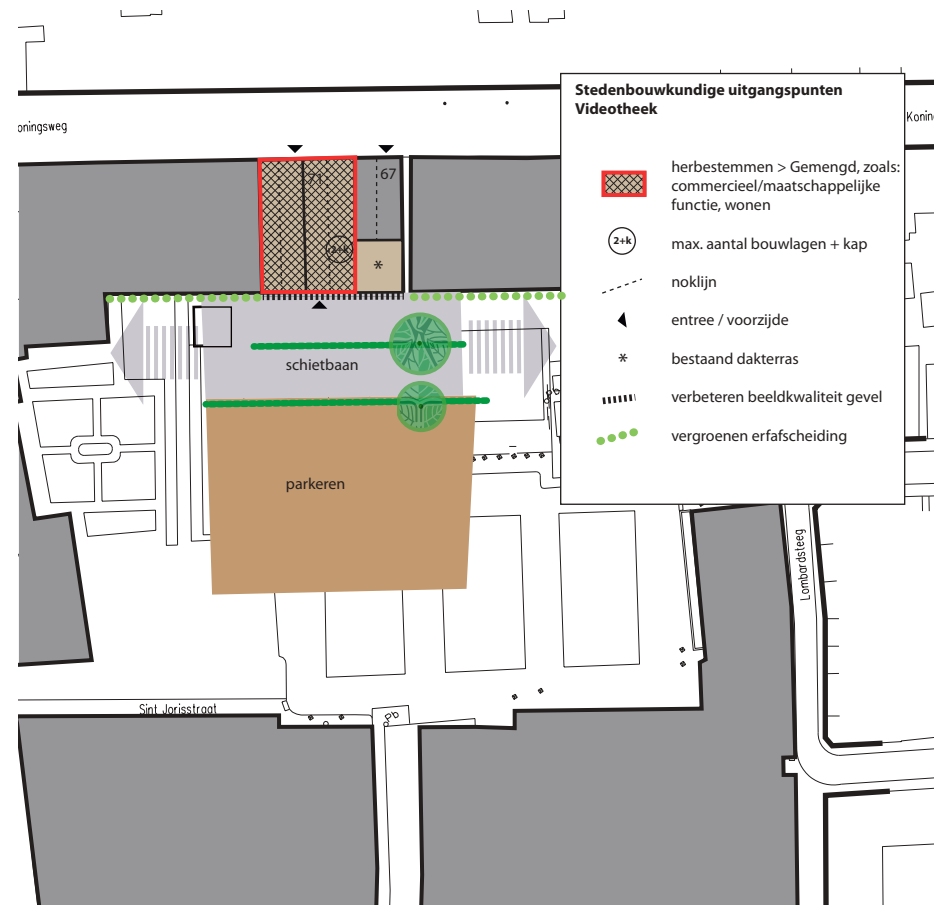 Stedenbouwkundige uitgangspunten
Videotheek
oningsweg
Konin
herbestemmen > Gemengd, zoals:
commercieel/maatschappelijke
functie, wonen
71
67
2+k
max. aantal bouwlagen + kap
2+k
*
noklijn
entree / voorzijde
* bestaand dakterras
schietbaan
verbeteren beeldkwaliteit gevel
vergroenen erfafscheiding
parkeren
Lombardsteeg
Sint Jorisstraat